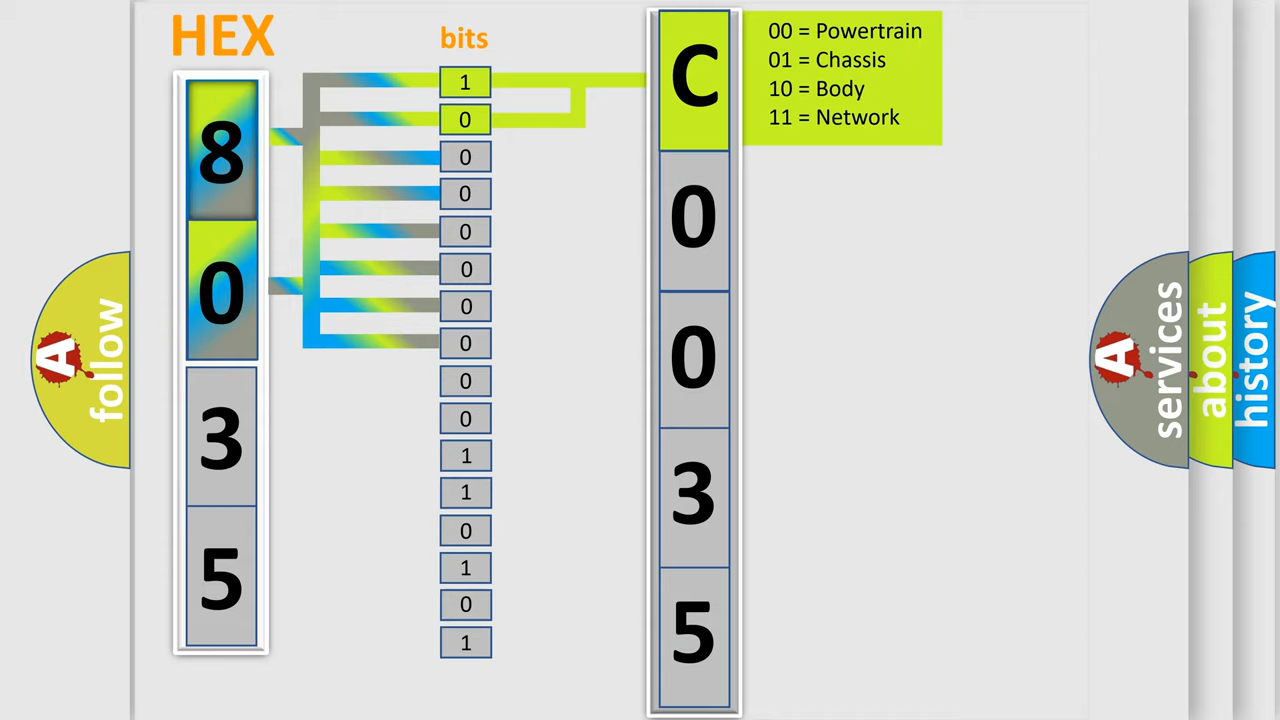 HEX
8
0
3
5
bits
1
0
0
0
0
0
0
0
0
0
1
1
0
1
0
1
C
0
0
3
5
00 = Powertrain
01 = Chassis
10 = Body
11 = Network
A
follow
A
services
about
history